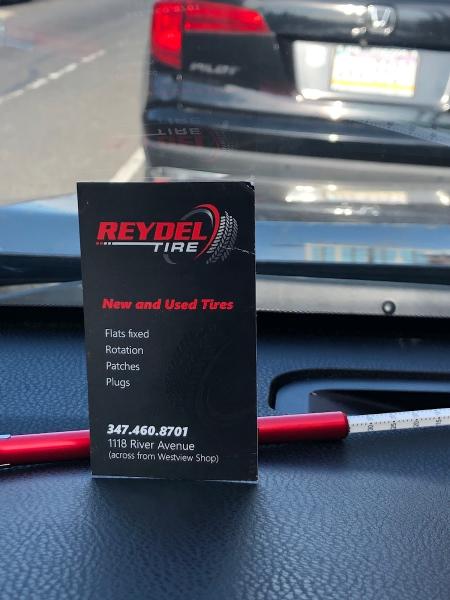 PILOT
REYDEL
TIRE
New and Used Tires
Flats fixed
Rotation
Patches
Plugs
347.460.8701
1118 River Avenue
(across from Westview Shop)